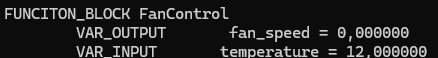 FUNCITON_BLOCK FanControl
VAR_OUTPUT fan_speed = 0,000000
VAR_INPUT temperature = 12,000000